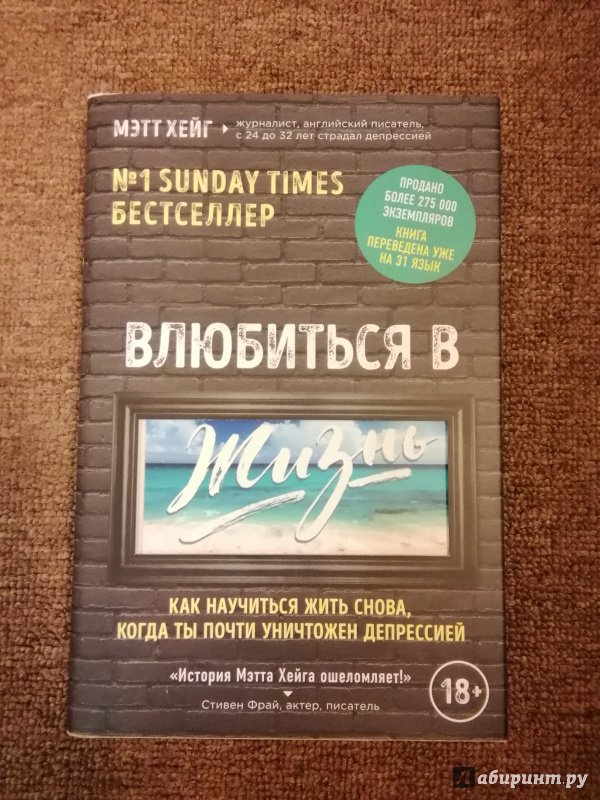 МЭТТ ХЕЙГ
журналист, английский писатель,
с 24 до 32 лет страдал депрессией
№1 SUNDAY TIMES
БЕСТСЕЛЛЕР
ПРОДАНО
БОЛЕЕ 275 000
ЭКЗЕМПЛЯРОВ
КНИГА
ПЕРЕВЕДЕНА УЖЕ
НА 31 ЯЗЫК
ВЛЮБИТЬСЯ В
Жизнь
КАК НАУЧИТЬСЯ ЖИТЬ СНОВА,
КОГДА ТЫ ПОЧТИ УНИЧТОЖЕН ДЕПРЕССИЕЙ
«История Мэтта Хейга ошеломляет!»
Стивен Фрай, актер, писатель
18+
Лабиринт.ру